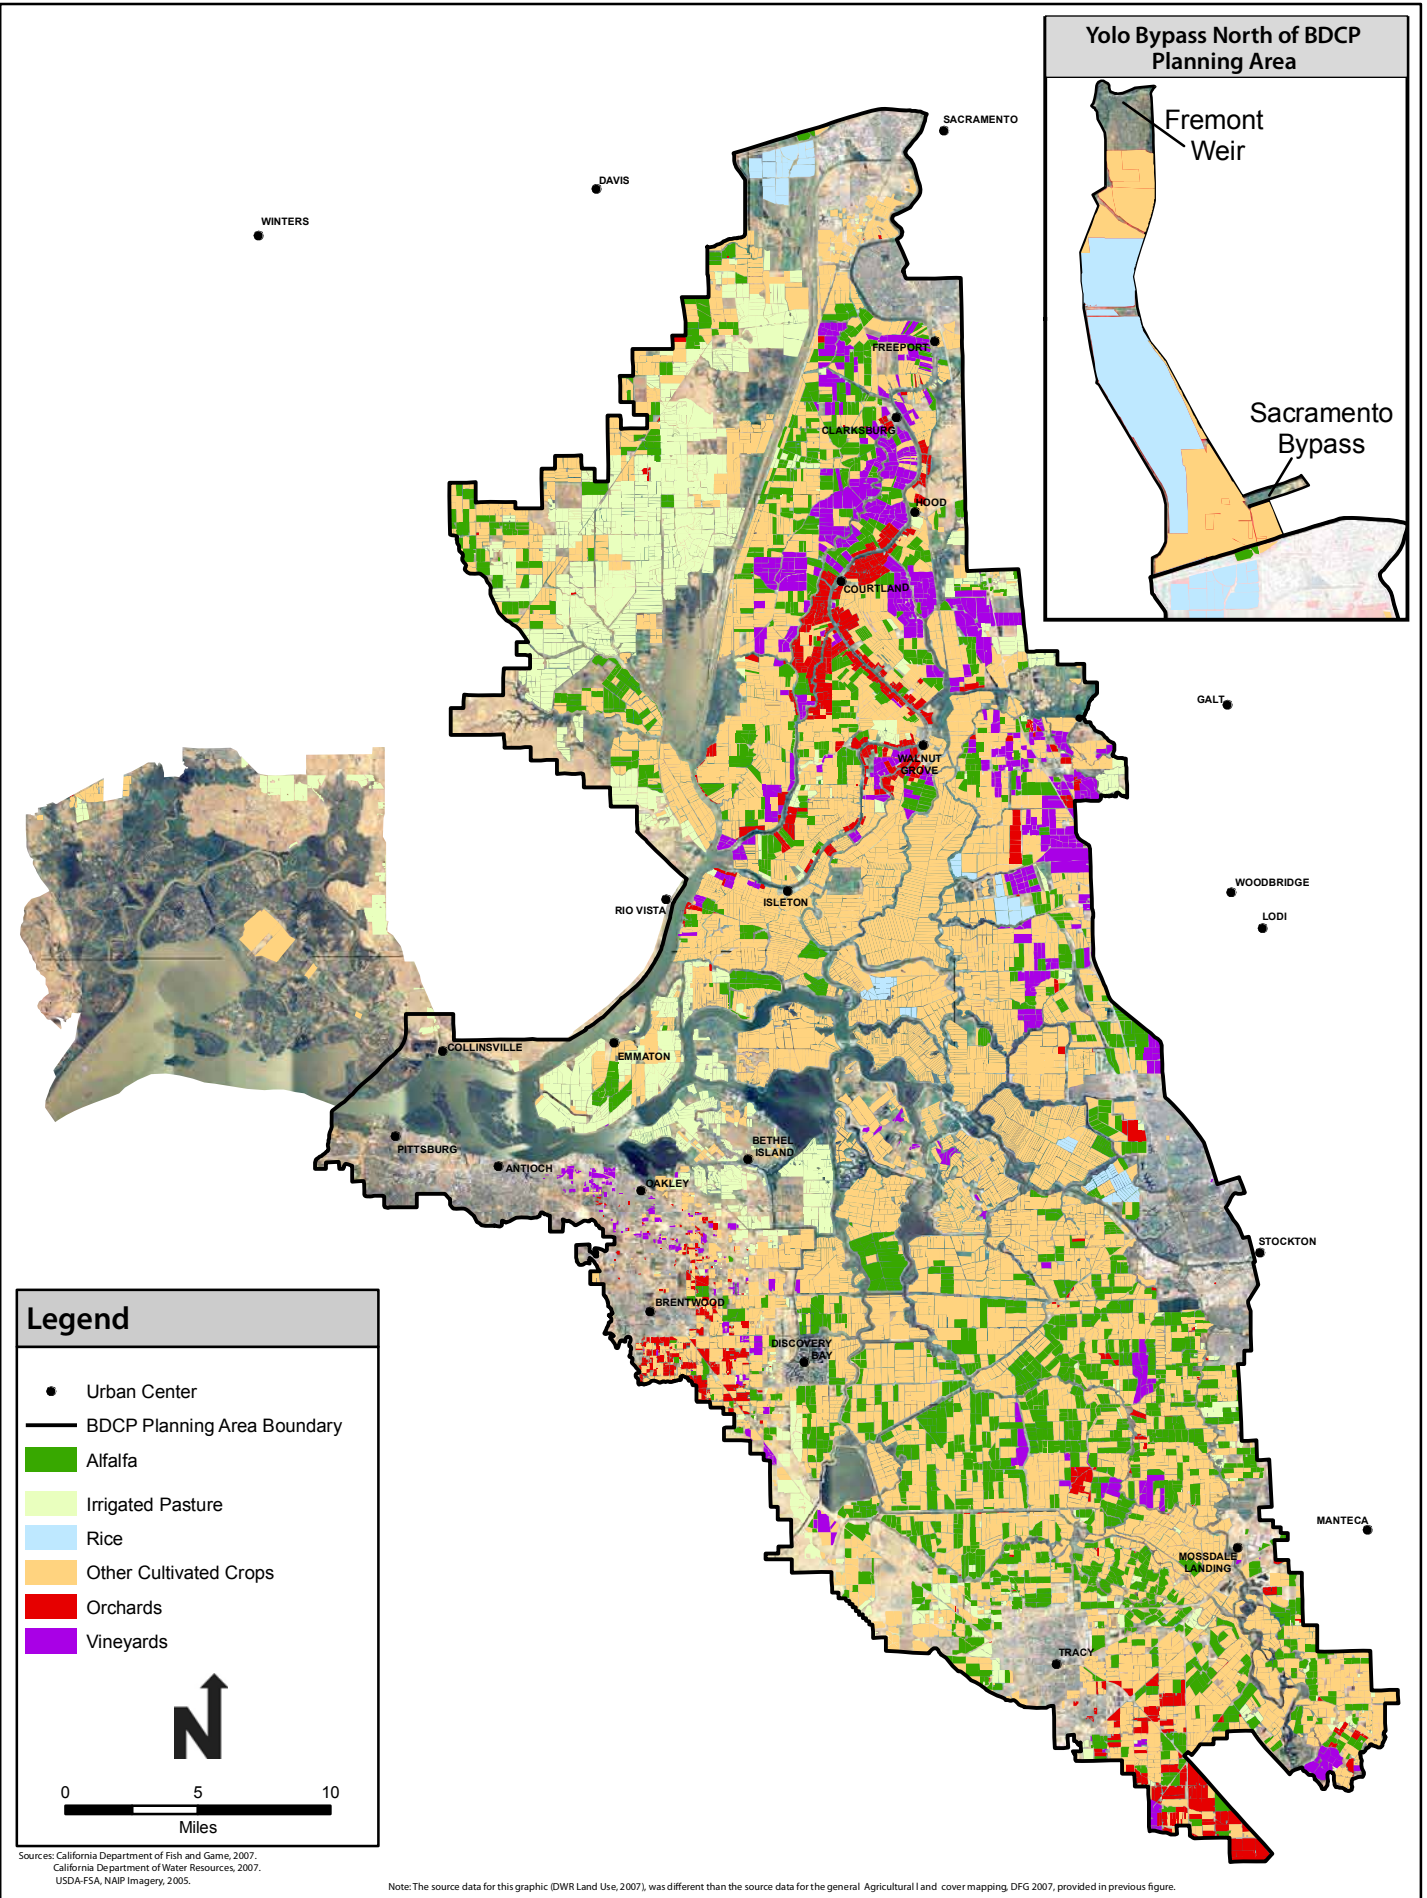 Yolo Bypass North of BDCP
Planning Area
Fremont
Weir
Sacramento
Bypass
SACRAMENTO
DAVIS
WINTERS
FREEPORT
CLARKSBURG
HOOD
COURTLAND
GALT
WALNUT
GROVE
WOODBRIDGE
LODI
RIO VISTA
ISLETON
COLLINSVILLE
EMMATON
PITTSBURG
ANTIOCH
BETHEL
ISLAND
OAKLEY
STOCKTON
BRENTWOOD
DISCOVERY
BAY
MANTECA
MOSSDALE
LANDING
TRACY
Legend
Urban Center
BDCP Planning Area Boundary
Alfalfa
Irrigated Pasture
Rice
Other Cultivated Crops
Orchards
Vineyards
N
0 5 10
Miles
Sources: California Department of Fish and Game, 2007.
California Department of Water Resources, 2007.
USDA-FSA, NAIP Imagery, 2005.
Note: The source data for this graphic (DWR Land Use, 2007), was different than the source data for the general Agricultural land cover mapping, DFG 2007, provided in previous figure.